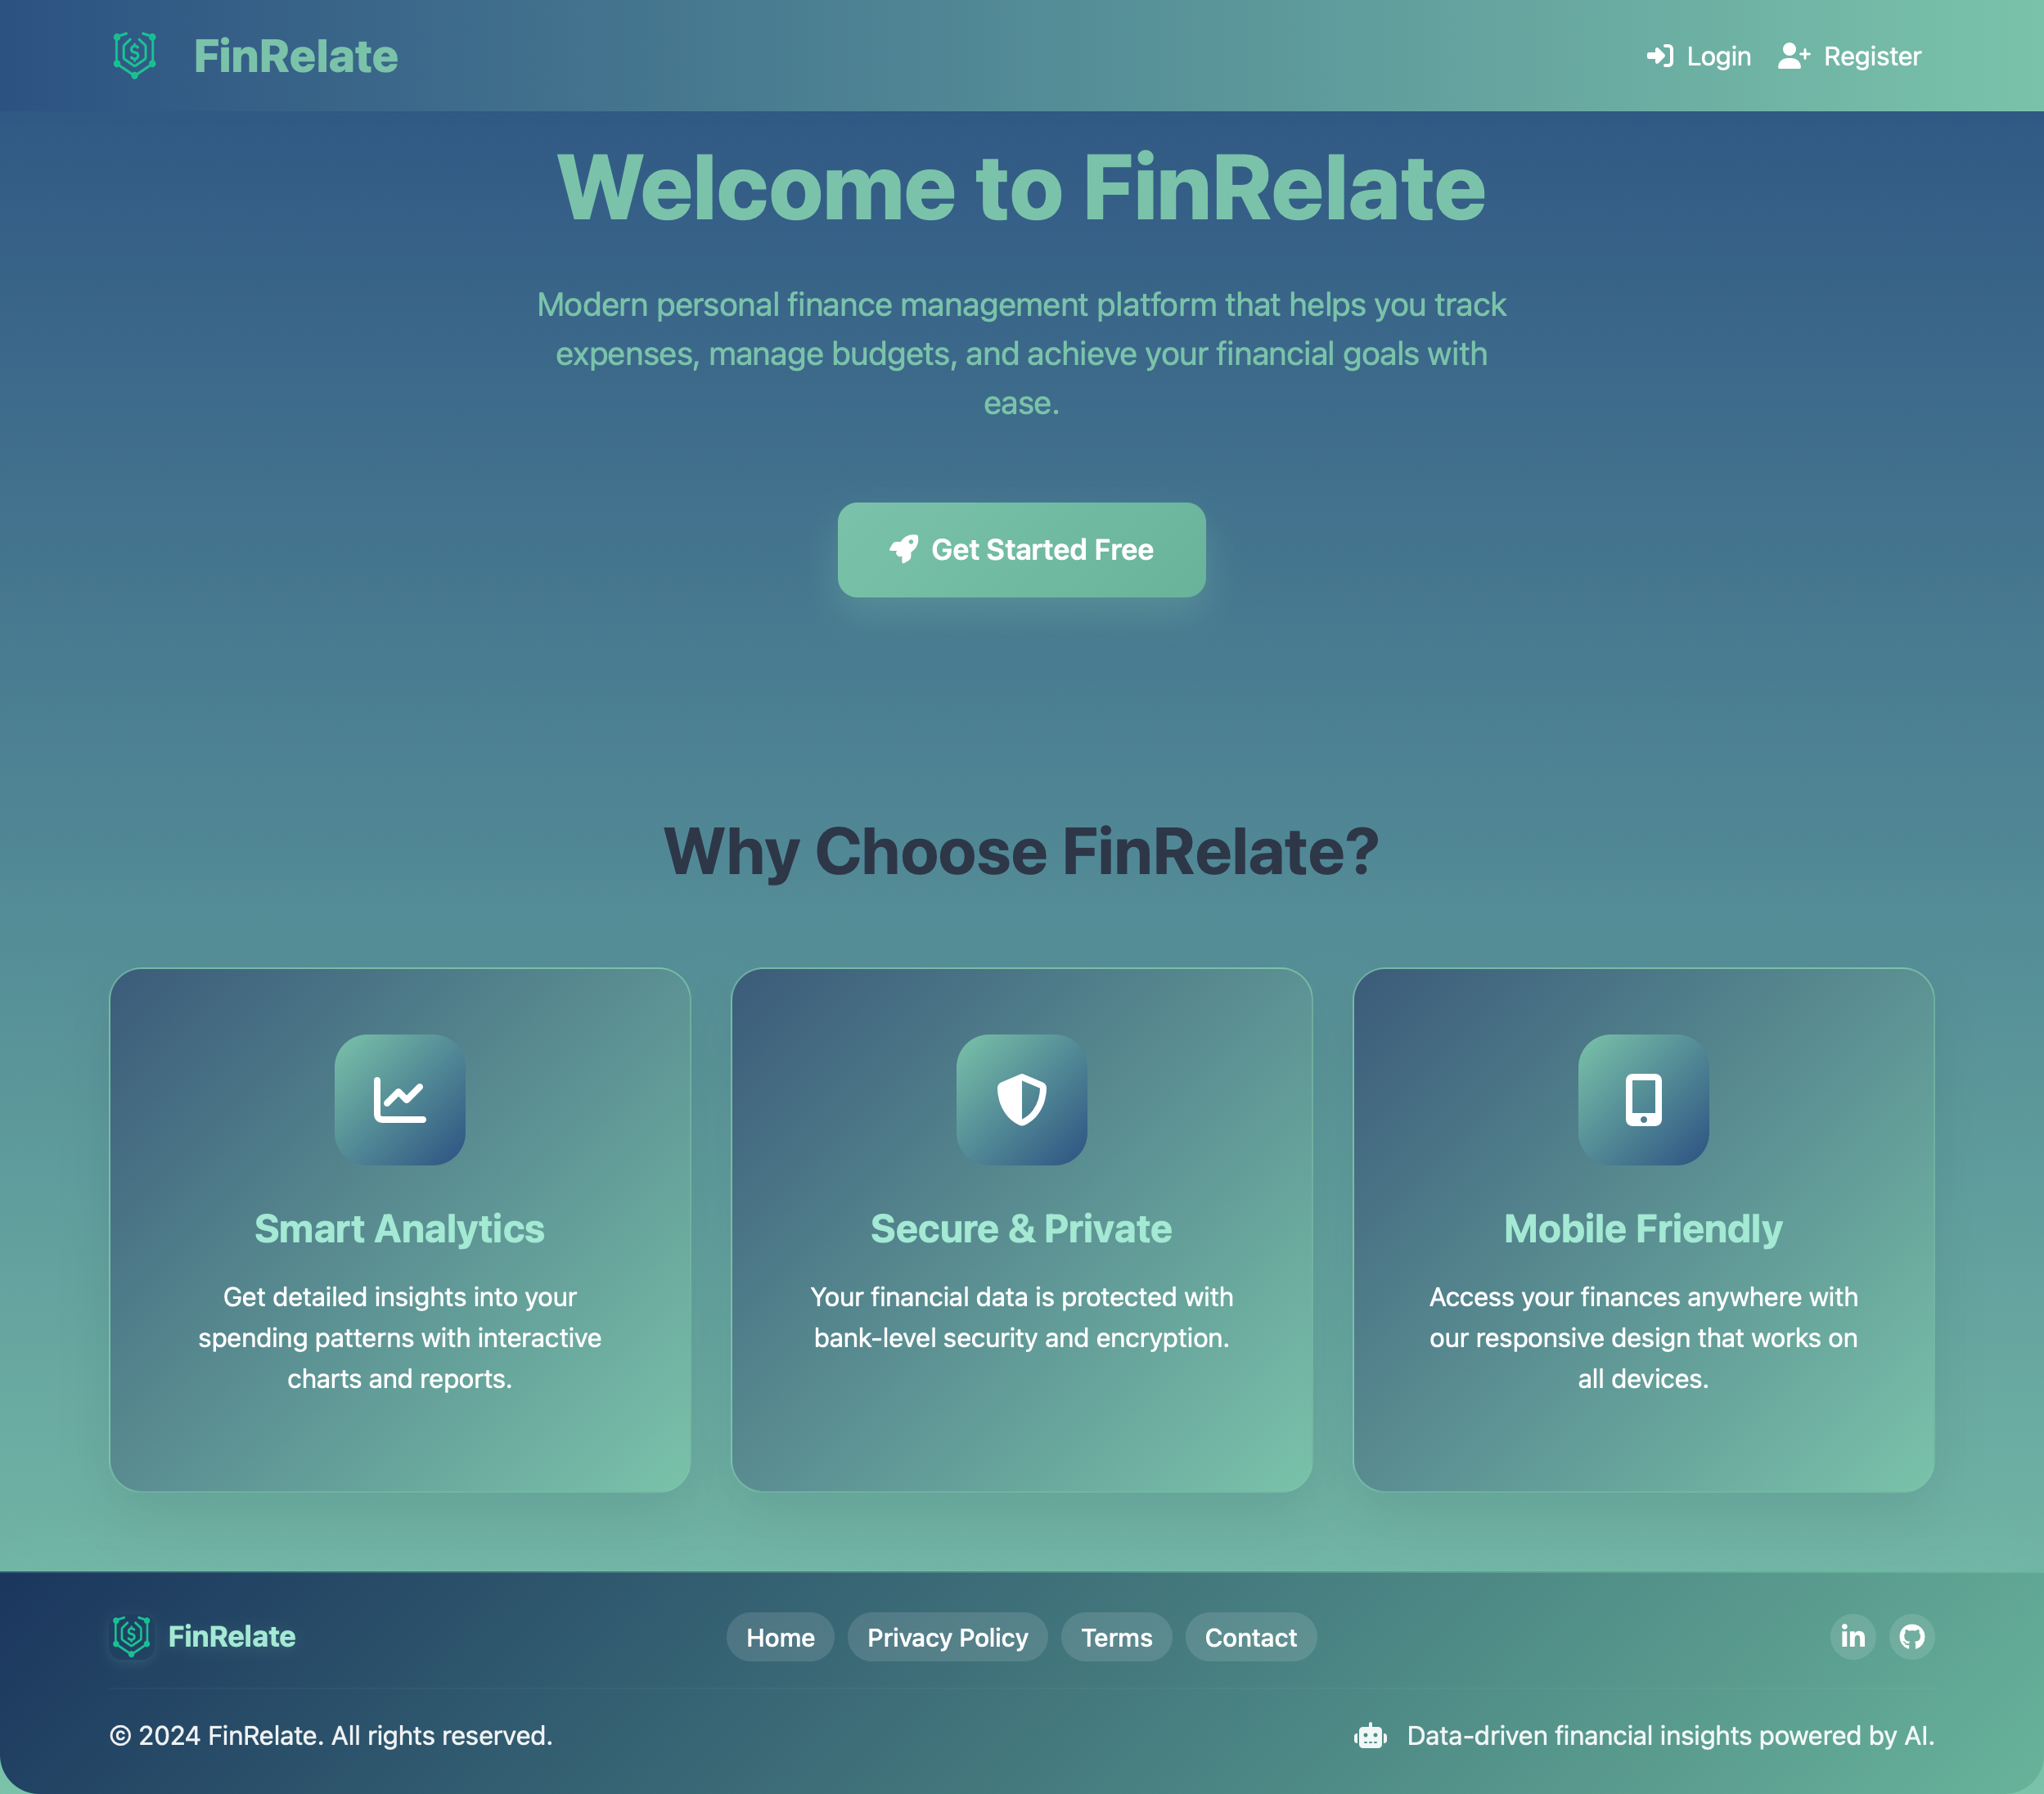 FinRelate
Login
Register
Welcome to FinRelate
Modern personal finance management platform that helps you track
expenses, manage budgets, and achieve your financial goals with
ease.
Get Started Free
Why Choose FinRelate?
Smart Analytics
Get detailed insights into your
spending patterns with interactive
charts and reports.
Secure & Private
Your financial data is protected with
bank-level security and encryption.
Mobile Friendly
Access your finances anywhere with
our responsive design that works on
all devices.
FinRelate
Home
Privacy Policy
Terms
Contact
in
© 2024 FinRelate. All rights reserved.
Data-driven financial insights powered by AI.